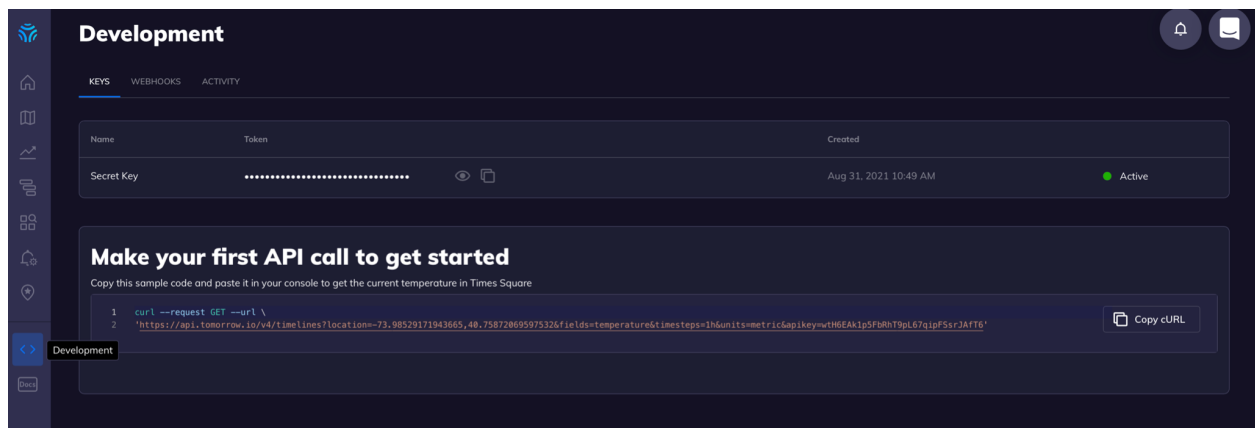 Development
KEYS WEBHOOKS ACTIVITY
Name Token Created
Secret Key •••••••••••••••••••••••••••••••• Aug 31, 2021 10:49 AM Active
Make your first API call to get started
Copy this sample code and paste it in your console to get the current temperature in Times Square
1 curl --request GET --url \
2 'https://api.tomorrow.io/v4/timelines?location=-73.98529171943665,40.75872069597532&fields=temperature&timesteps=1h&units=metric&apikey=wtH6EAk1p5FbRhT9pL67qipFSsrJAfT6'
Copy cURL
Development
Docs